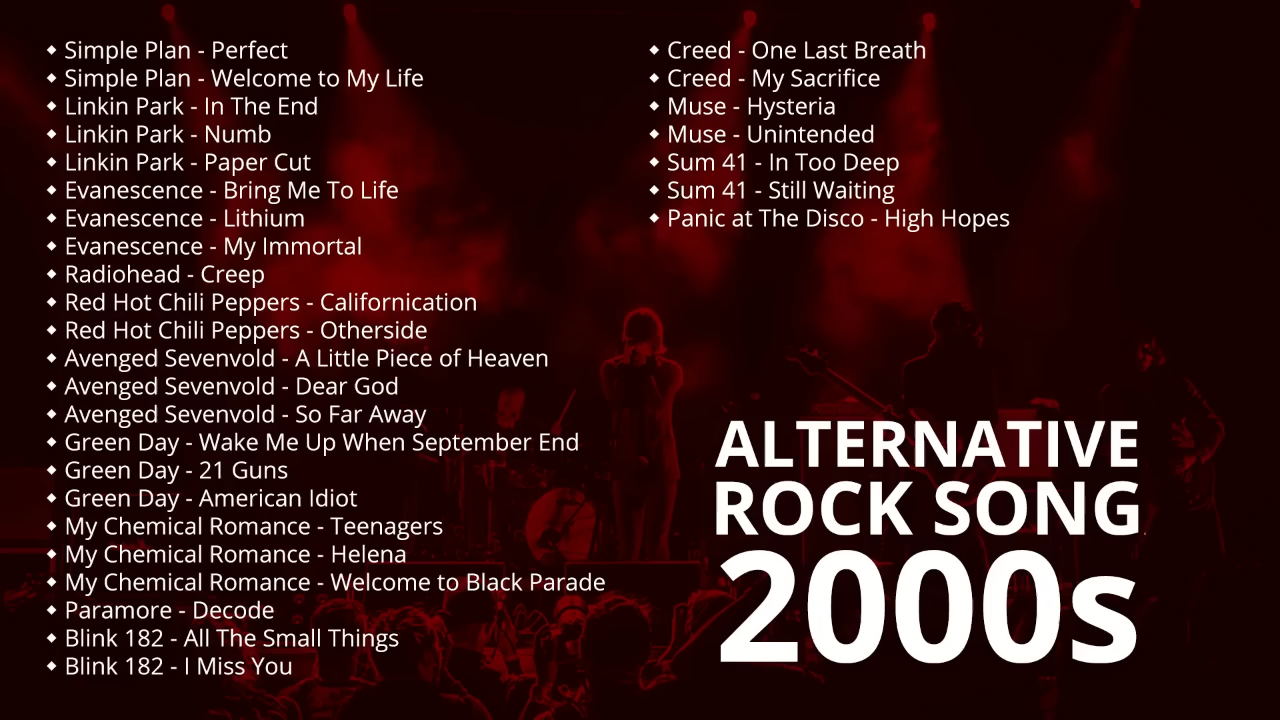 ◆ Simple Plan - Perfect
◆ Simple Plan - Welcome to My Life
◆ Linkin Park - In The End
◆ Linkin Park - Numb
◆ Linkin Park - Paper Cut
◆ Evanescence - Bring Me To Life
◆ Evanescence - Lithium
◆ Evanescence - My Immortal
◆ Radiohead - Creep
◆ Red Hot Chili Peppers - Californication
◆ Red Hot Chili Peppers - Otherside
◆ Avenged Sevenvold - A Little Piece of Heaven
◆ Avenged Sevenvold - Dear God
◆ Avenged Sevenvold - So Far Away
◆ Green Day - Wake Me Up When September End
◆ Green Day - 21 Guns
◆ Green Day - American Idiot
◆ My Chemical Romance - Teenagers
◆ My Chemical Romance - Helena
◆ My Chemical Romance - Welcome to Black Parade
◆ Paramore - Decode
◆ Blink 182 - All The Small Things
◆ Blink 182 - I Miss You
◆ Creed - One Last Breath
◆ Creed - My Sacrifice
◆ Muse - Hysteria
◆ Muse - Unintended
◆ Sum 41 - In Too Deep
◆ Sum 41 - Still Waiting
◆ Panic at The Disco - High Hopes
ALTERNATIVE
ROCK SONG
2000s